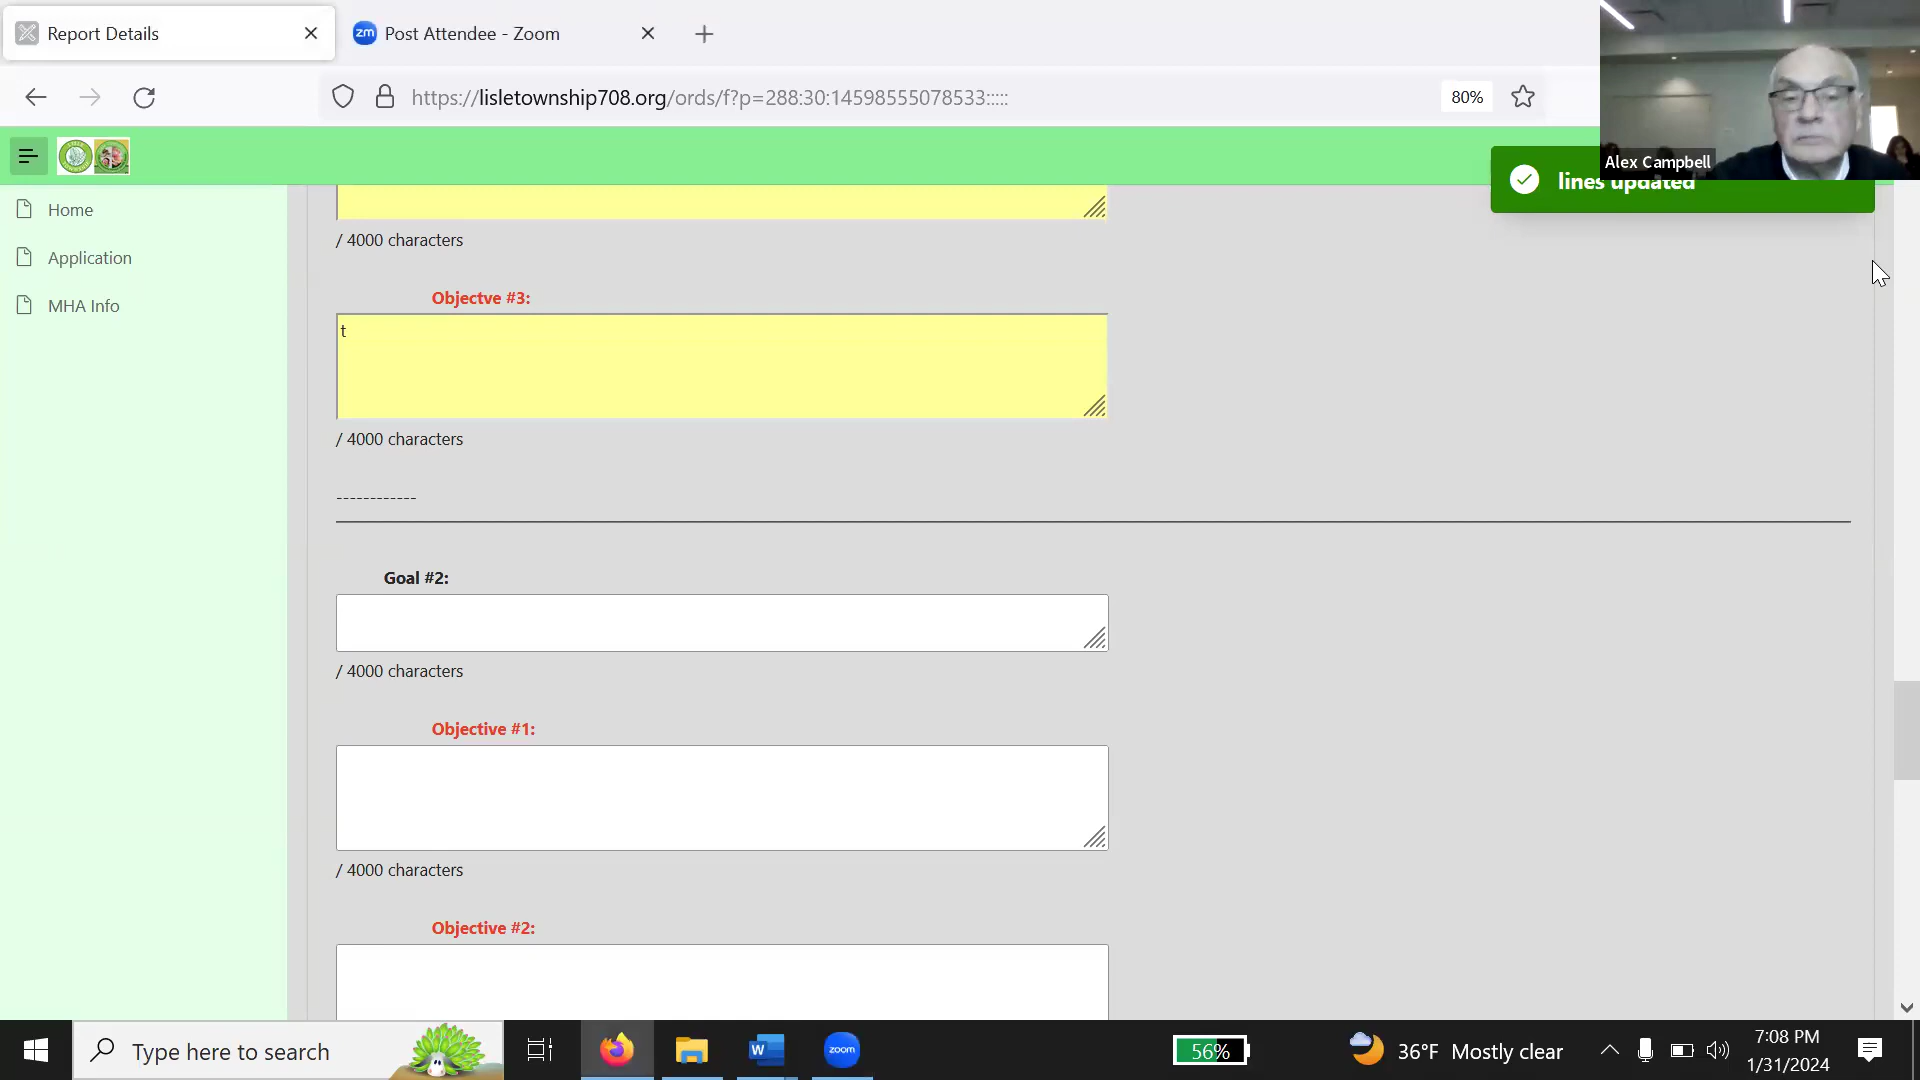 Report Details
Post Attendee - Zoom
https://lisletownship708.org/ords/f?p=288:30:14598555078533:::::
80%
Alex Campbell
lines updated
Home
Application
MHA Info
/ 4000 characters
Objectve #3:
t
/ 4000 characters
------------
Goal #2:
/ 4000 characters
Objective #1:
/ 4000 characters
Objective #2:
Type here to search
zoom
56%
36°F Mostly clear
7:08 PM
1/31/2024